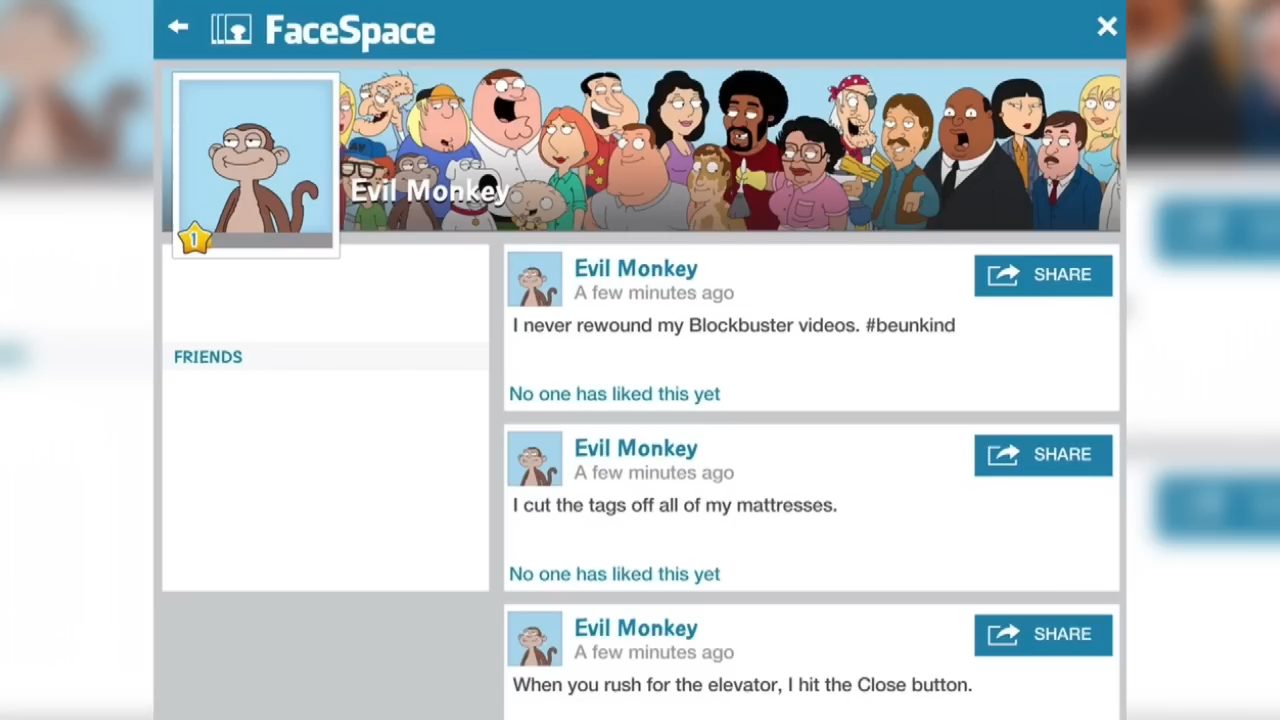 FaceSpace
Evil Monkey
1
FRIENDS
Evil Monkey
A few minutes ago
SHARE
I never rewound my Blockbuster videos. #beunkind
No one has liked this yet
Evil Monkey
A few minutes ago
SHARE
I cut the tags off all of my mattresses.
No one has liked this yet
Evil Monkey
A few minutes ago
SHARE
When you rush for the elevator, I hit the Close button.